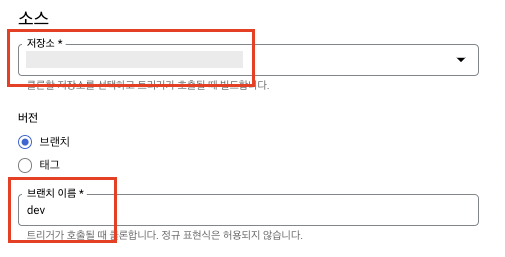 소스
저장소 *
클론할 저장소를 선택하고 트리거가 호출될 때 빌드합니다.
버전
브랜치
태그
브랜치 이름 *
dev
트리거가 호출될 때 클론합니다. 정규 표현식은 허용되지 않습니다.